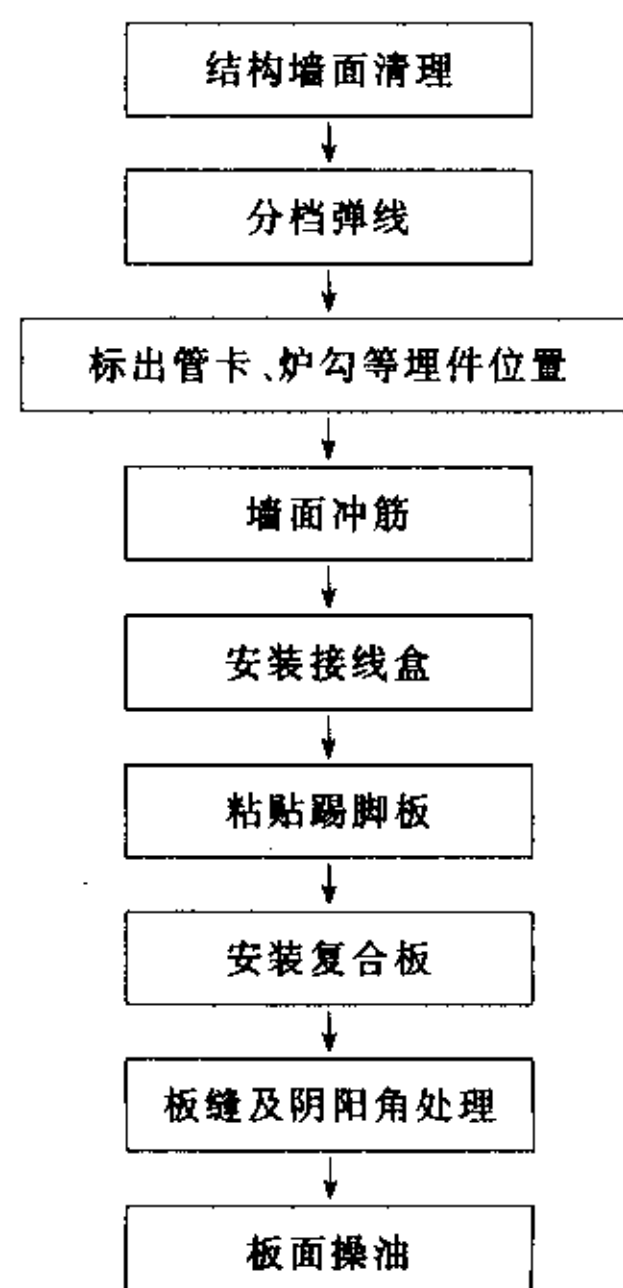 结构墙面清理
分档弹线
标出管卡、炉勾等埋件位置
墙面冲筋
安装接线盒
粘贴踢脚板
安装复合板
板缝及阴阳角处理
板面操油